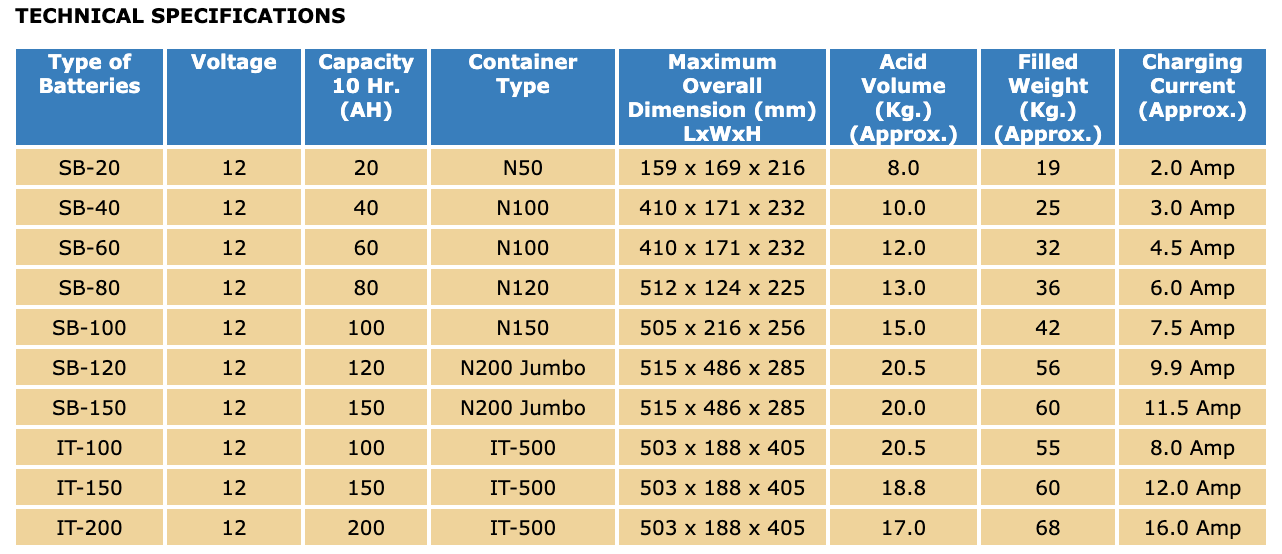 TECHNICAL SPECIFICATIONS
Type of Batteries Voltage Capacity 10 Hr. (AH) Container Type Maximum Overall Dimension (mm) LxWxH Acid Volume (Kg.) (Approx.) Filled Weight (Kg.) (Approx.) Charging Current (Approx.)
SB-20 12 20 N50 159 x 169 x 216 8.0 19 2.0 Amp
SB-40 12 40 N100 410 x 171 x 232 10.0 25 3.0 Amp
SB-60 12 60 N100 410 x 171 x 232 12.0 32 4.5 Amp
SB-80 12 80 N120 512 x 124 x 225 13.0 36 6.0 Amp
SB-100 12 100 N150 505 x 216 x 256 15.0 42 7.5 Amp
SB-120 12 120 N200 Jumbo 515 x 486 x 285 20.5 56 9.9 Amp
SB-150 12 150 N200 Jumbo 515 x 486 x 285 20.0 60 11.5 Amp
IT-100 12 100 IT-500 503 x 188 x 405 20.5 55 8.0 Amp
IT-150 12 150 IT-500 503 x 188 x 405 18.8 60 12.0 Amp
IT-200 12 200 IT-500 503 x 188 x 405 17.0 68 16.0 Amp